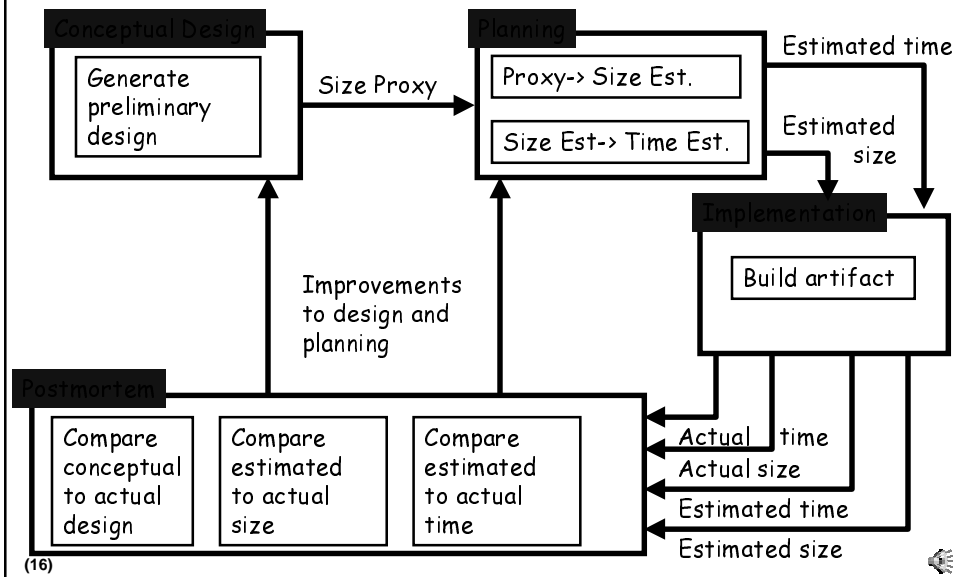 Conceptual Design
Generate
preliminary
design
Size Proxy
Planning
Proxy-> Size Est.
Size Est-> Time Est.
Estimated time
Estimated
size
Implementation
Build artifact
Improvements
to design and
planning
Postmortem
Compare
conceptual
to actual
design
Compare
estimated
to actual
size
Compare
estimated
to actual
time
Actual time
Actual size
Estimated time
Estimated size
(16)